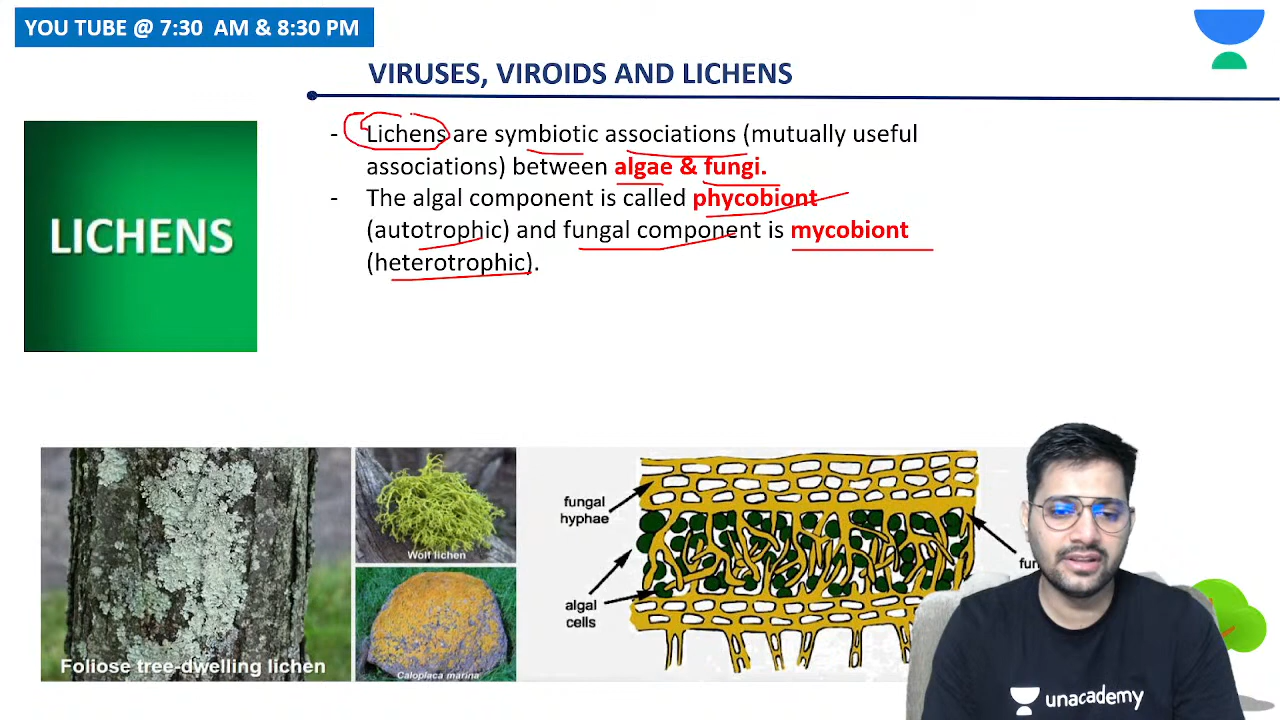 YOU TUBE @ 7:30 AM & 8:30 PM
VIRUSES, VIROIDS AND LICHENS
LICHENS
- Lichens are symbiotic associations (mutually useful
associations) between algae & fungi.
- The algal component is called phycobiont
(autotrophic) and fungal component is mycobiont
(heterotrophic).
Foliose tree-dwelling lichen
Wolf lichen
Caloplaca marina
fungal
hyphae
algal
cells
unacademy